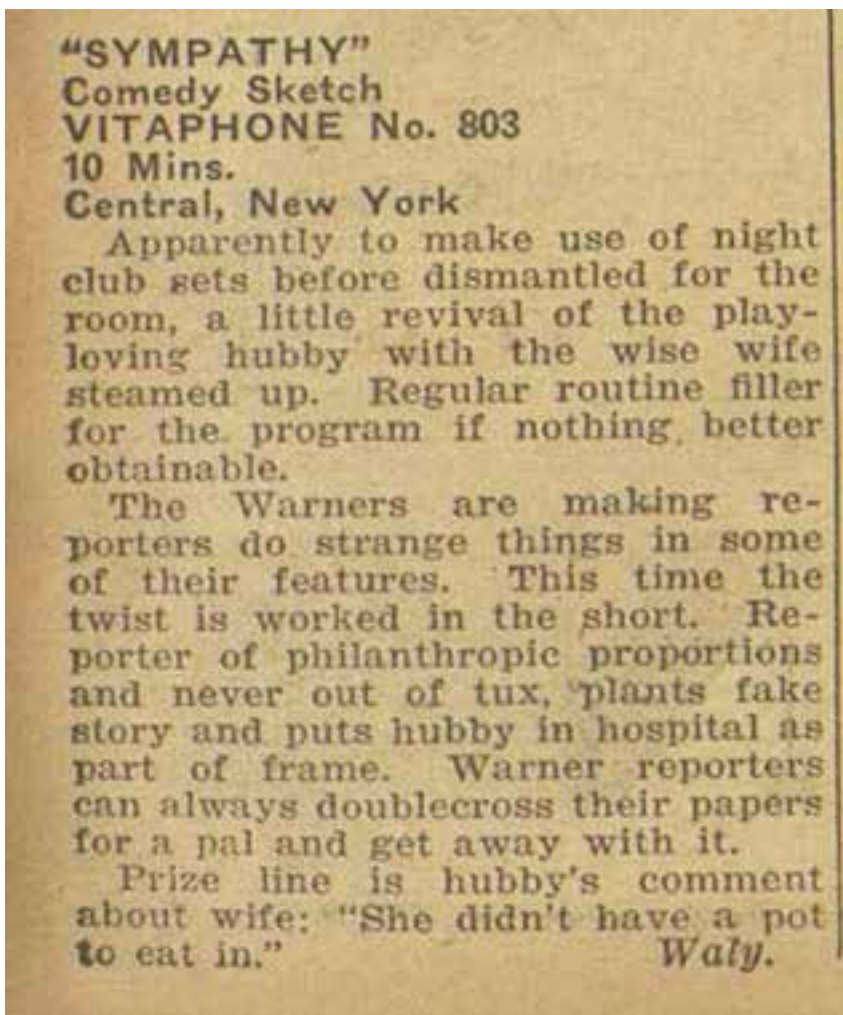 "SYMPATHY"
Comedy Sketch
VITAPHONE No. 803
10 Mins.
Central, New York
Apparently to make use of night
club sets before dismantled for the
room, a little revival of the play-
loving hubby with the wise wife
steamed up. Regular routine filler
for the program if nothing better
obtainable.
The Warners are making re-
porters do strange things in some
of their features. This time the
twist is worked in the short. Re-
porter of philanthropic proportions
and never out of tux, plants fake
story and puts hubby in hospital as
part of frame. Warner reporters
can always doublecross their papers
for a pal and get away with it.
Prize line is hubby's comment
about wife: "She didn't have a pot
to eat in." Waly.